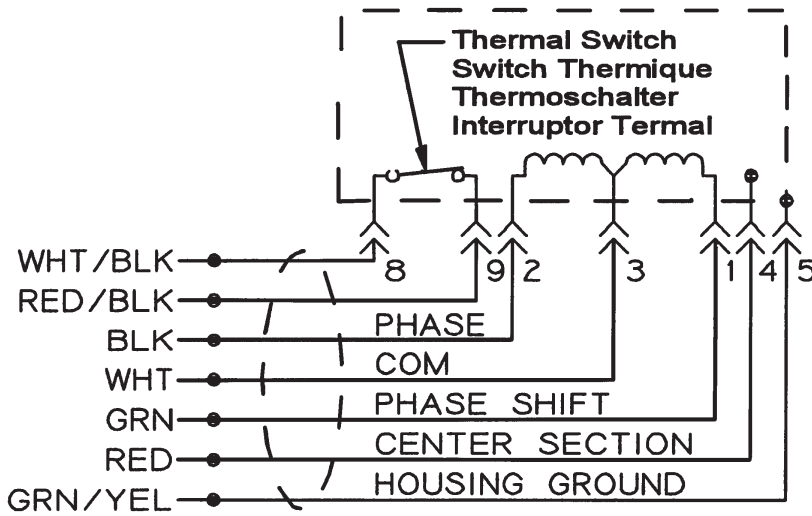 Thermal Switch
Switch Thermique
Thermoschalter
Interruptor Termal
8 9 2 3 1 4 5
WHT/BLK
RED/BLK
BLK PHASE
WHT COM
GRN PHASE SHIFT
RED CENTER SECTION
GRN/YEL HOUSING GROUND